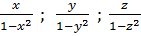 x/(1-x²) ; y/(1-y²) ; z/(1-z²)